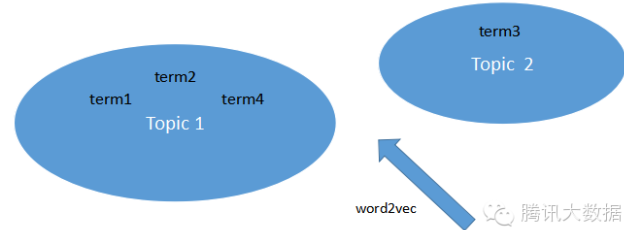 term3
Topic 2
term2
term1 term4
Topic 1
word2vec
腾讯大数据